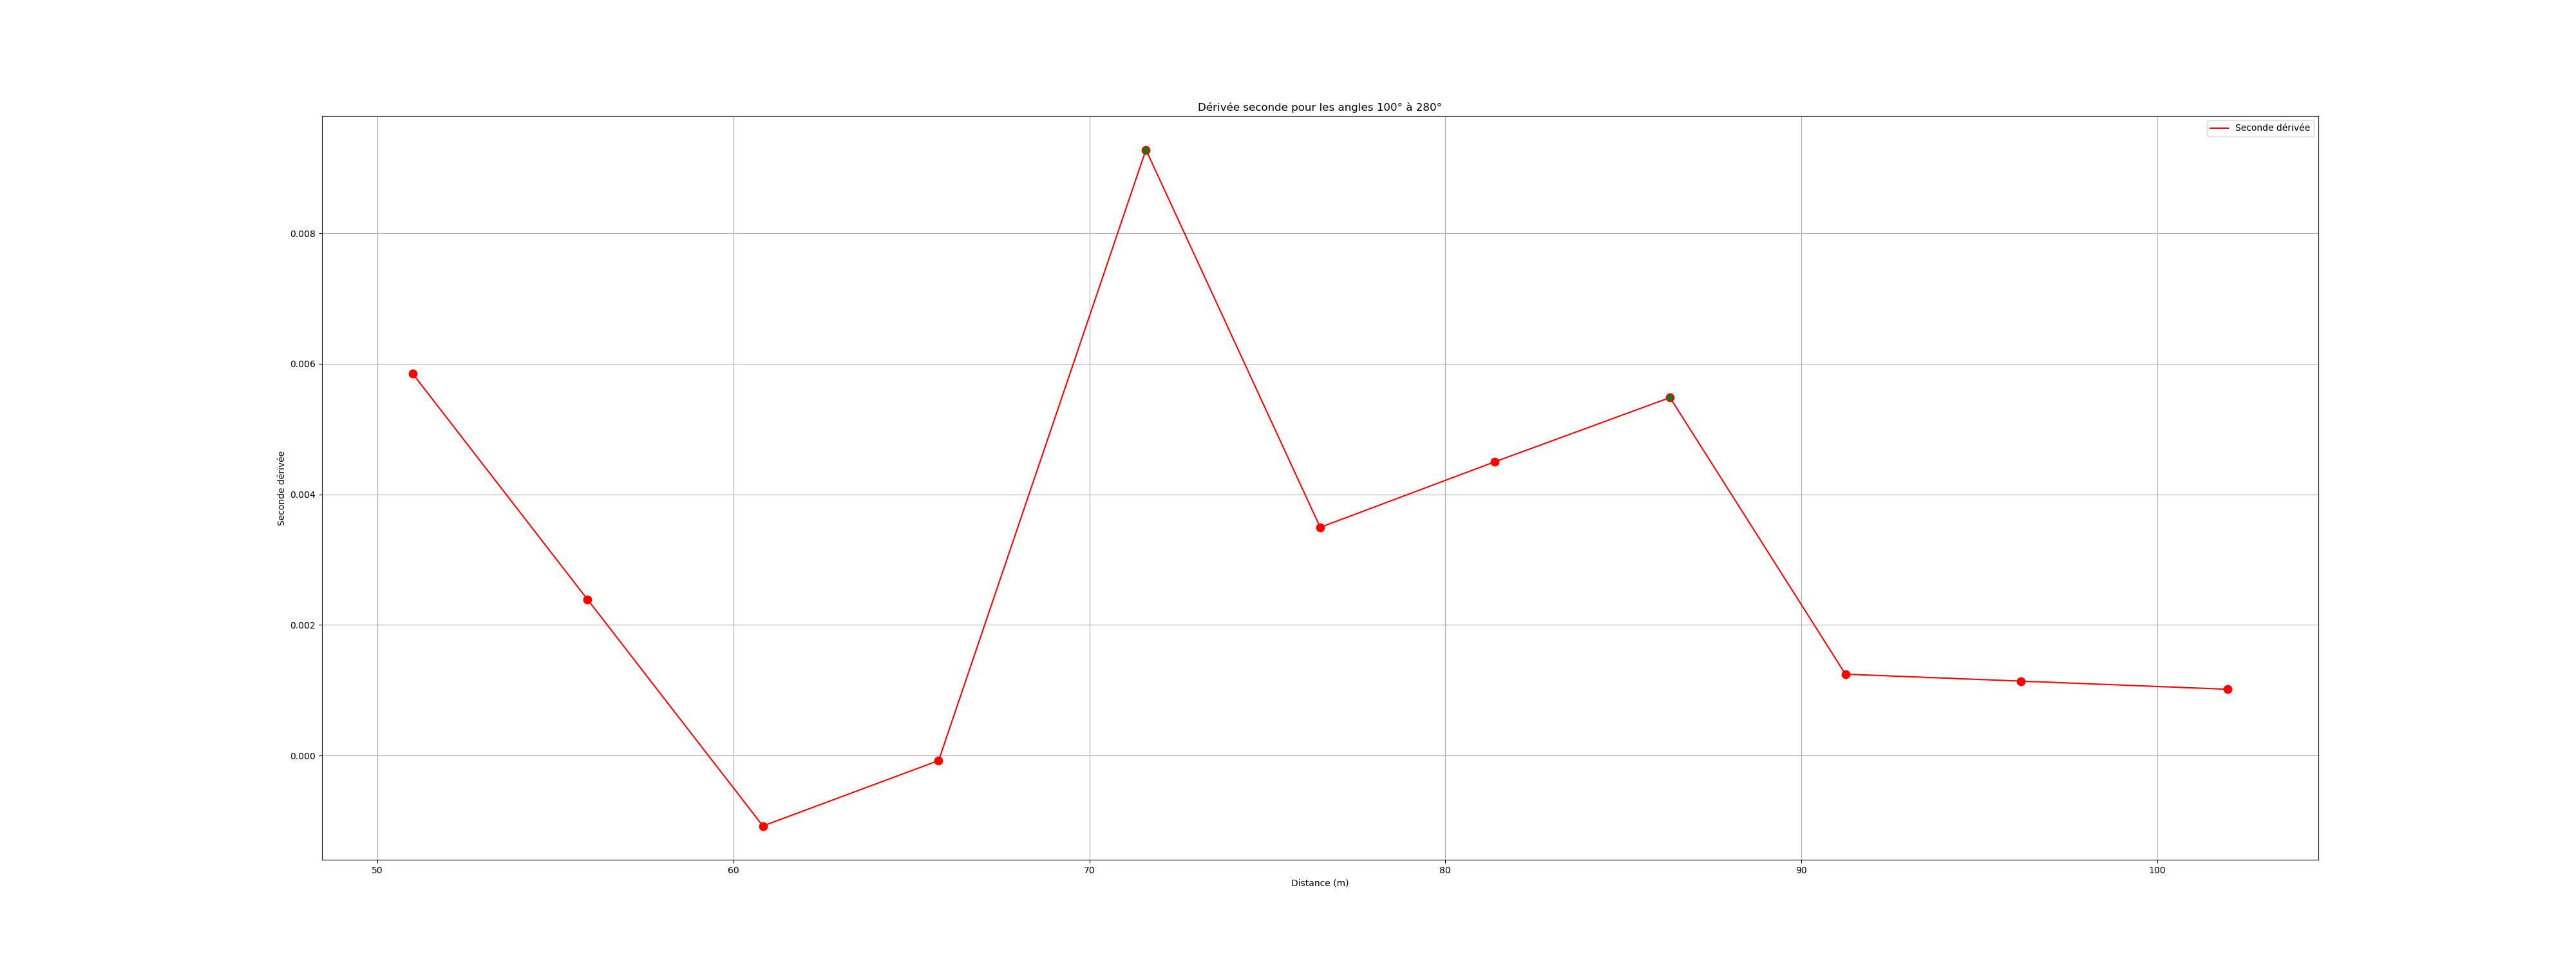 Dérivée seconde pour les angles 100° à 280°
Seconde dérivée
Seconde dérivée
0.008
0.006
0.004
0.002
0.000
50 60 70 80 90 100
Distance (m)